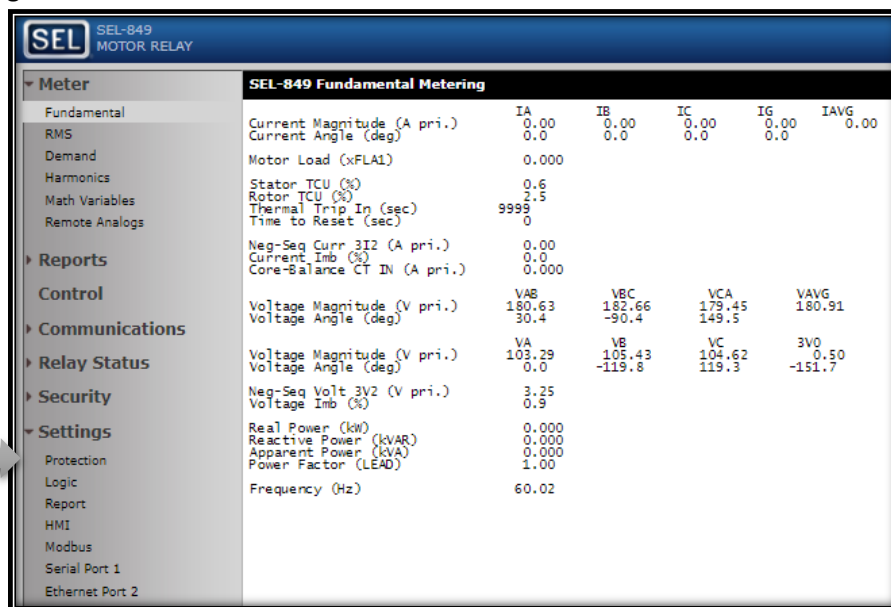 SEL SEL-849
MOTOR RELAY
Meter
Fundamental
RMS
Demand
Harmonics
Math Variables
Remote Analogs
Reports
Control
Communications
Relay Status
Security
Settings
Protection
Logic
Report
HMI
Modbus
Serial Port 1
Ethernet Port 2
SEL-849 Fundamental Metering
IA IB IC IG IAVG
Current Magnitude (A pri.) 0.00 0.00 0.00 0.00 0.00
Current Angle (deg) 0.0 0.0 0.0 0.0
Motor Load (xFLA1) 0.000
Stator TCU (%) 0.6
Rotor TCU (%) 2.5
Thermal Trip In (sec) 9999
Time to Reset (sec) 0
Neg-Seq Curr 3I2 (A pri.) 0.00
Current Imb (%) 0.0
Core-Balance CT IN (A pri.) 0.000
VAB VBC VCA VAVG
Voltage Magnitude (V pri.) 180.63 182.66 179.45 180.91
Voltage Angle (deg) 30.4 -90.4 149.5
VA VB VC 3V0
Voltage Magnitude (V pri.) 103.29 105.43 104.62 0.50
Voltage Angle (deg) 0.0 -119.8 119.3 -151.7
Neg-Seq Volt 3V2 (V pri.) 3.25
Voltage Imb (%) 0.9
Real Power (kW) 0.000
Reactive Power (kVAR) 0.000
Apparent Power (kVA) 0.000
Power Factor (LEAD) 1.00
Frequency (Hz) 60.02